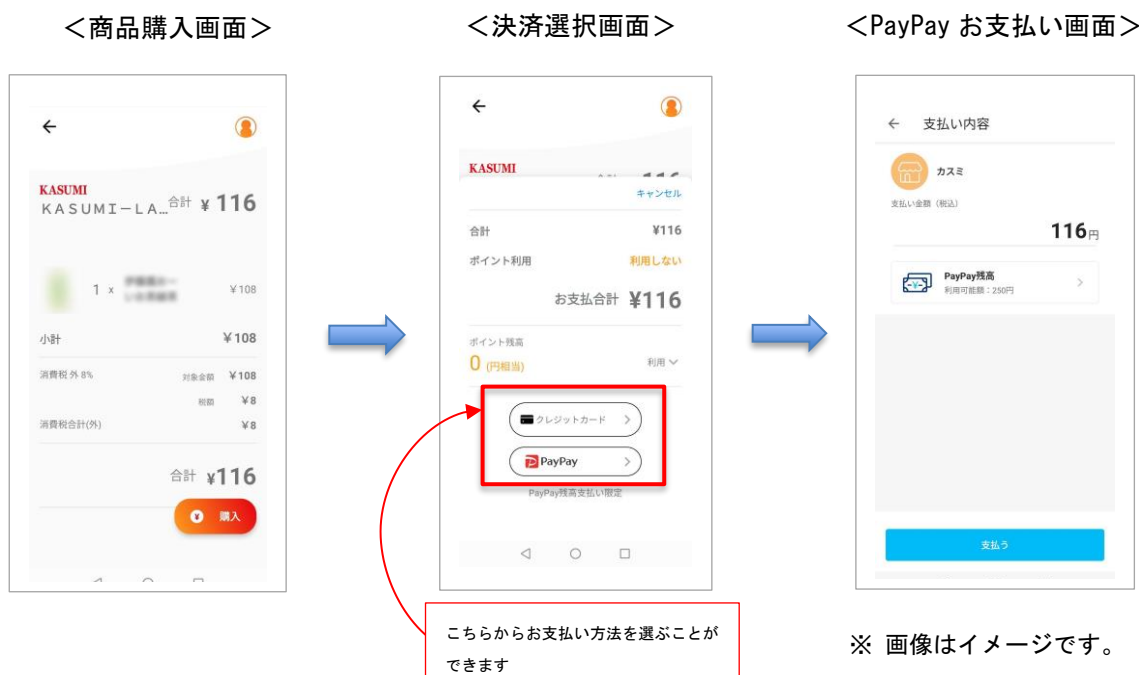 ＜商品購入画面＞
＜決済選択画面＞
＜PayPay お支払い画面＞
KASUMI
ＫＡＳＵＭＩ－ＬＡ…
合計 ¥ 116
1 x
¥108
小計 ¥108
消費税 外 8% 対象金額 ¥108
税額 ¥8
消費税合計(外) ¥8
合計 ¥116
購入
KASUMI
キャンセル
合計 ¥116
ポイント利用 利用しない
お支払合計 ¥116
ポイント残高
0 (円相当) 利用
クレジットカード
PayPay
PayPay残高支払い限定
こちらからお支払い方法を選ぶことが
できます
支払い内容
カスミ
支払い金額（税込）
116円
PayPay残高
利用可能額：250円
支払う
※ 画像はイメージです。